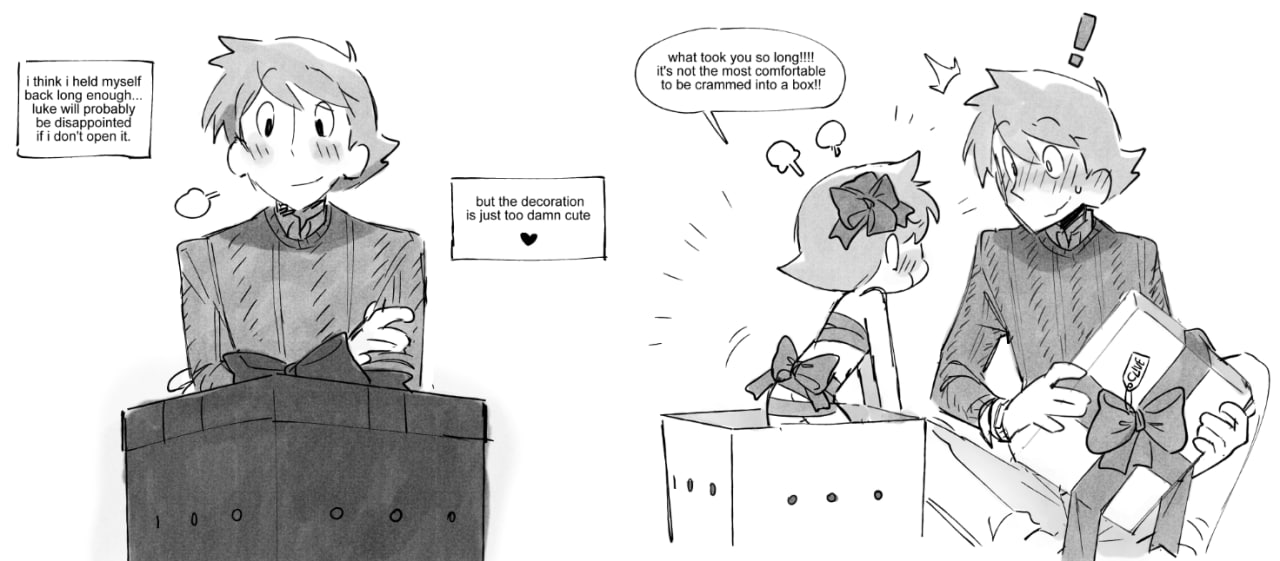 i think i held myself
back long enough...
luke will probably
be disappointed
if i don't open it.
but the decoration
is just too damn cute
♥
what took you so long!!!!
it's not the most comfortable
to be crammed into a box!!
!
CLIVE